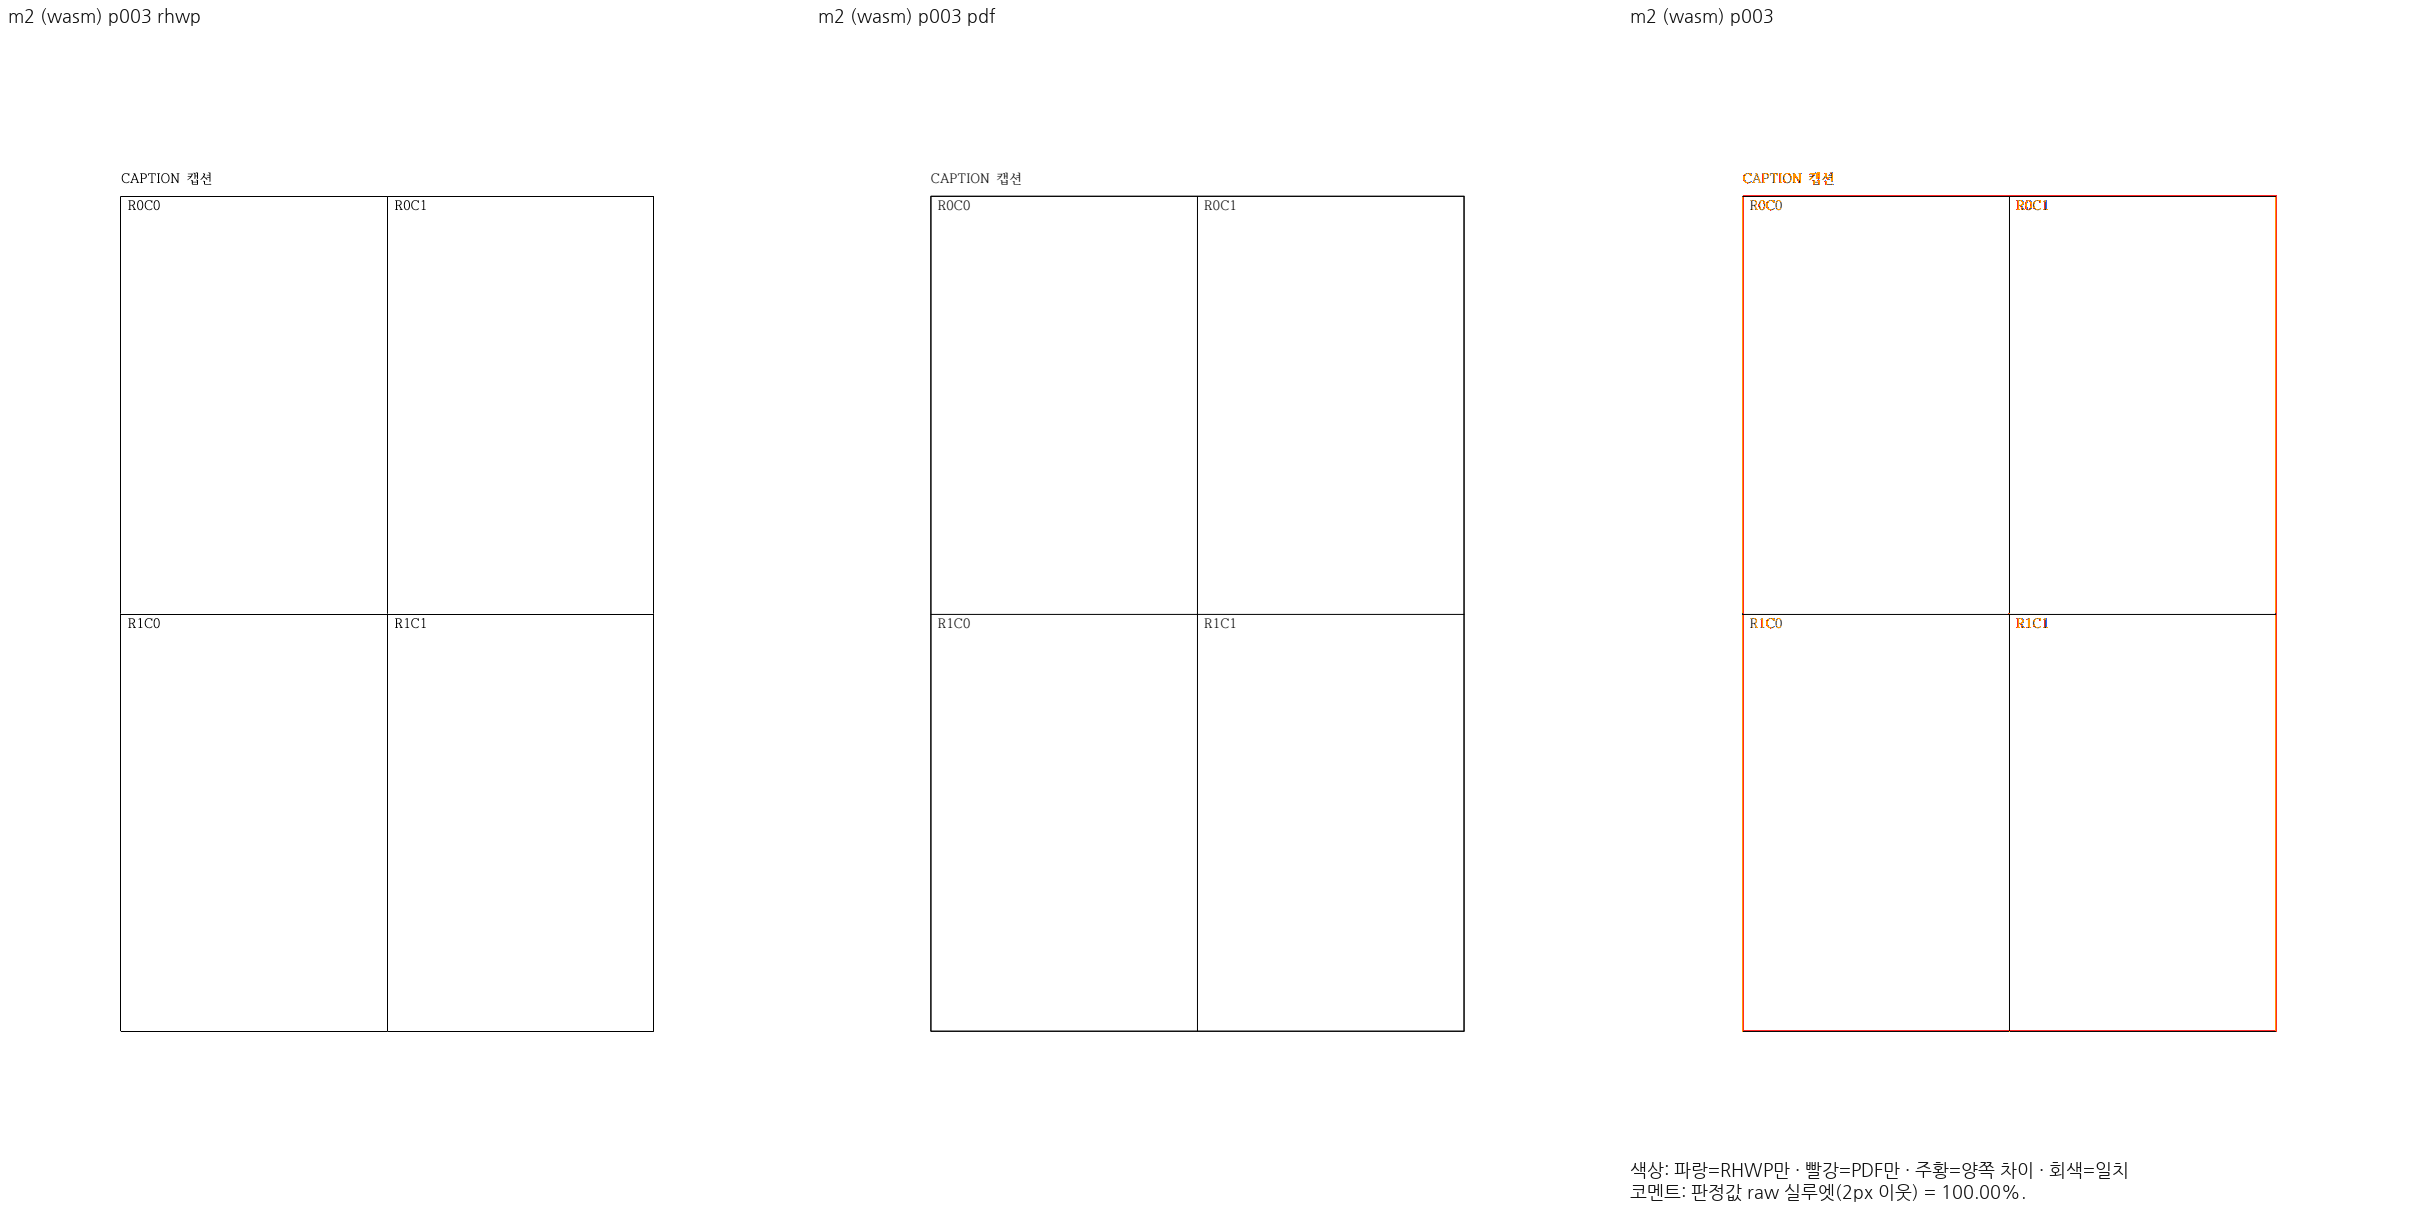 m2 (wasm) p003 rhwp
CAPTION 캡션
R0C0
R0C1
R1C0
R1C1
m2 (wasm) p003 pdf
CAPTION 캡션
R0C0
R0C1
R1C0
R1C1
m2 (wasm) p003
CAPTION 캡션
R0C0
R0C1
R1C0
R1C1
색상: 파랑=RHWP만 · 빨강=PDF만 · 주황=양쪽 차이 · 회색=일치
코멘트: 판정값 raw 실루엣(2px 이웃) = 100.00%.